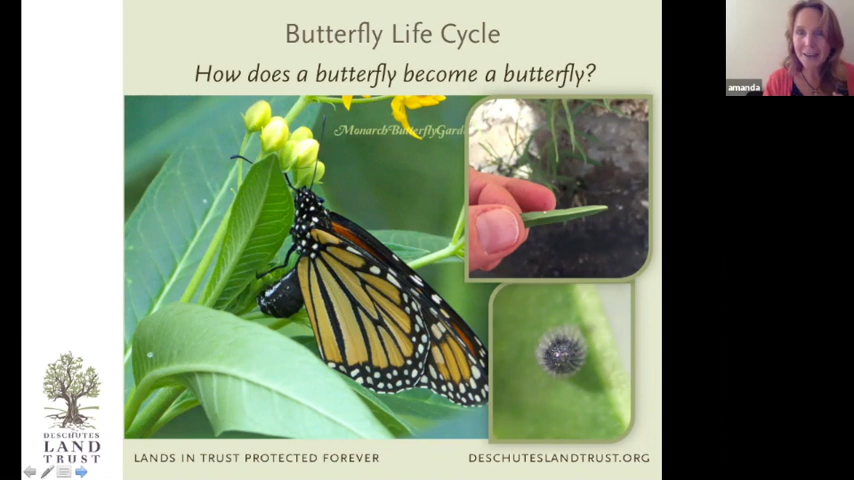 Butterfly Life Cycle
How does a butterfly become a butterfly?
amanda
MonarchButterflyGard
DESCHUTES
LAND
TRUST
LANDS IN TRUST PROTECTED FOREVER
DESCHUTESLANDTRUST.ORG